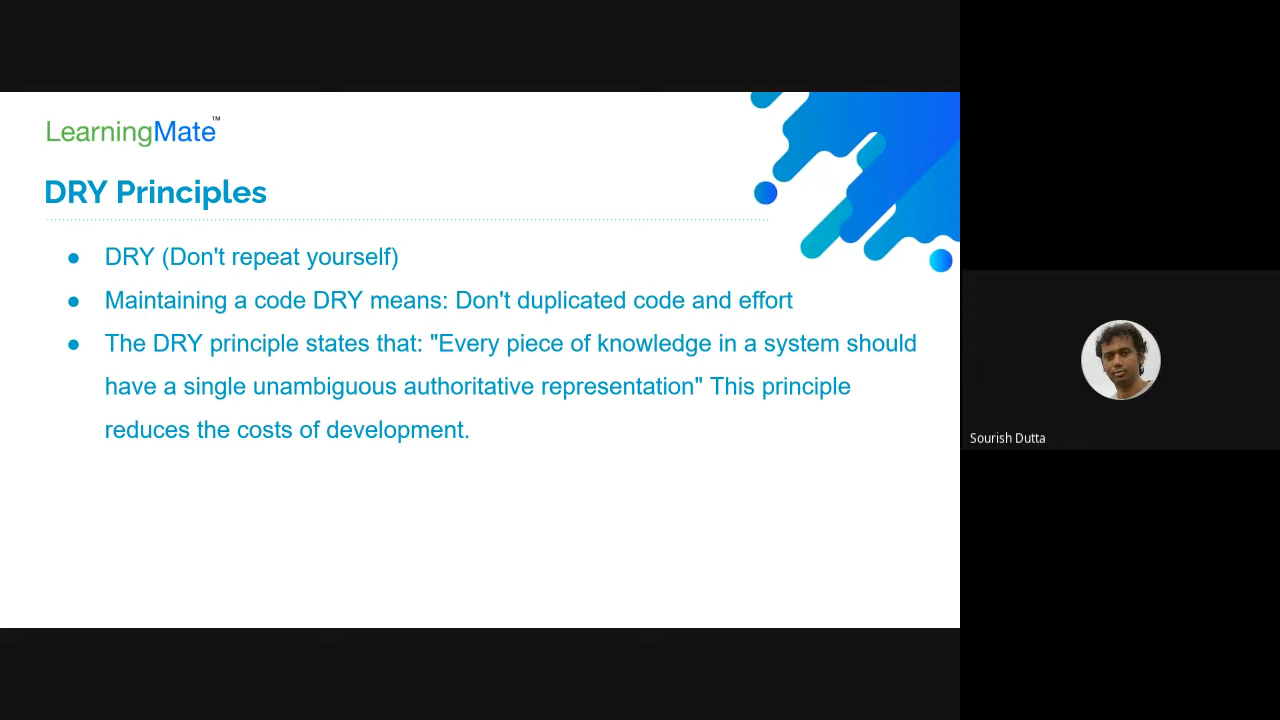 LearningMate™
DRY Principles
● DRY (Don't repeat yourself)
● Maintaining a code DRY means: Don't duplicated code and effort
● The DRY principle states that: "Every piece of knowledge in a system should
have a single unambiguous authoritative representation" This principle
reduces the costs of development.
Sourish Dutta